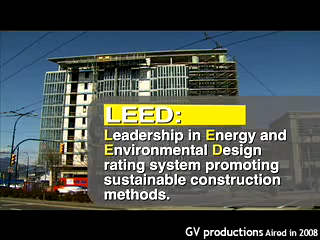 LEED:
Leadership in Energy and
Environmental Design
rating system promoting
sustainable construction
methods.
GV productions Aired in 2008